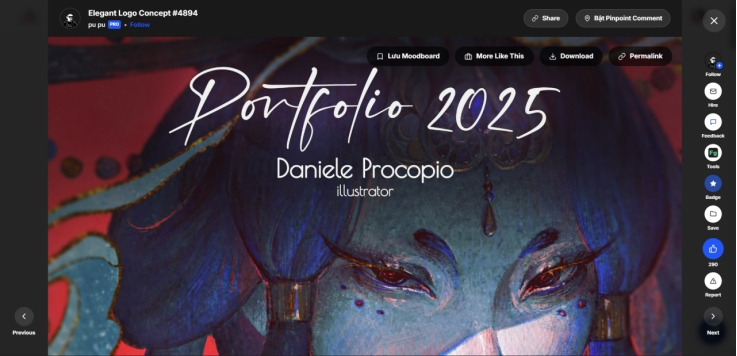 Elegant Logo Concept #4894
pu pu PRO • Follow
Share
Bật Pinpoint Comment
Lưu Moodboard
More Like This
Download
Permalink
Portfolio 2025
Daniele Procopio
illustrator
Follow
Hire
Feedback
Tools
Badge
Save
290
Report
Previous
Next